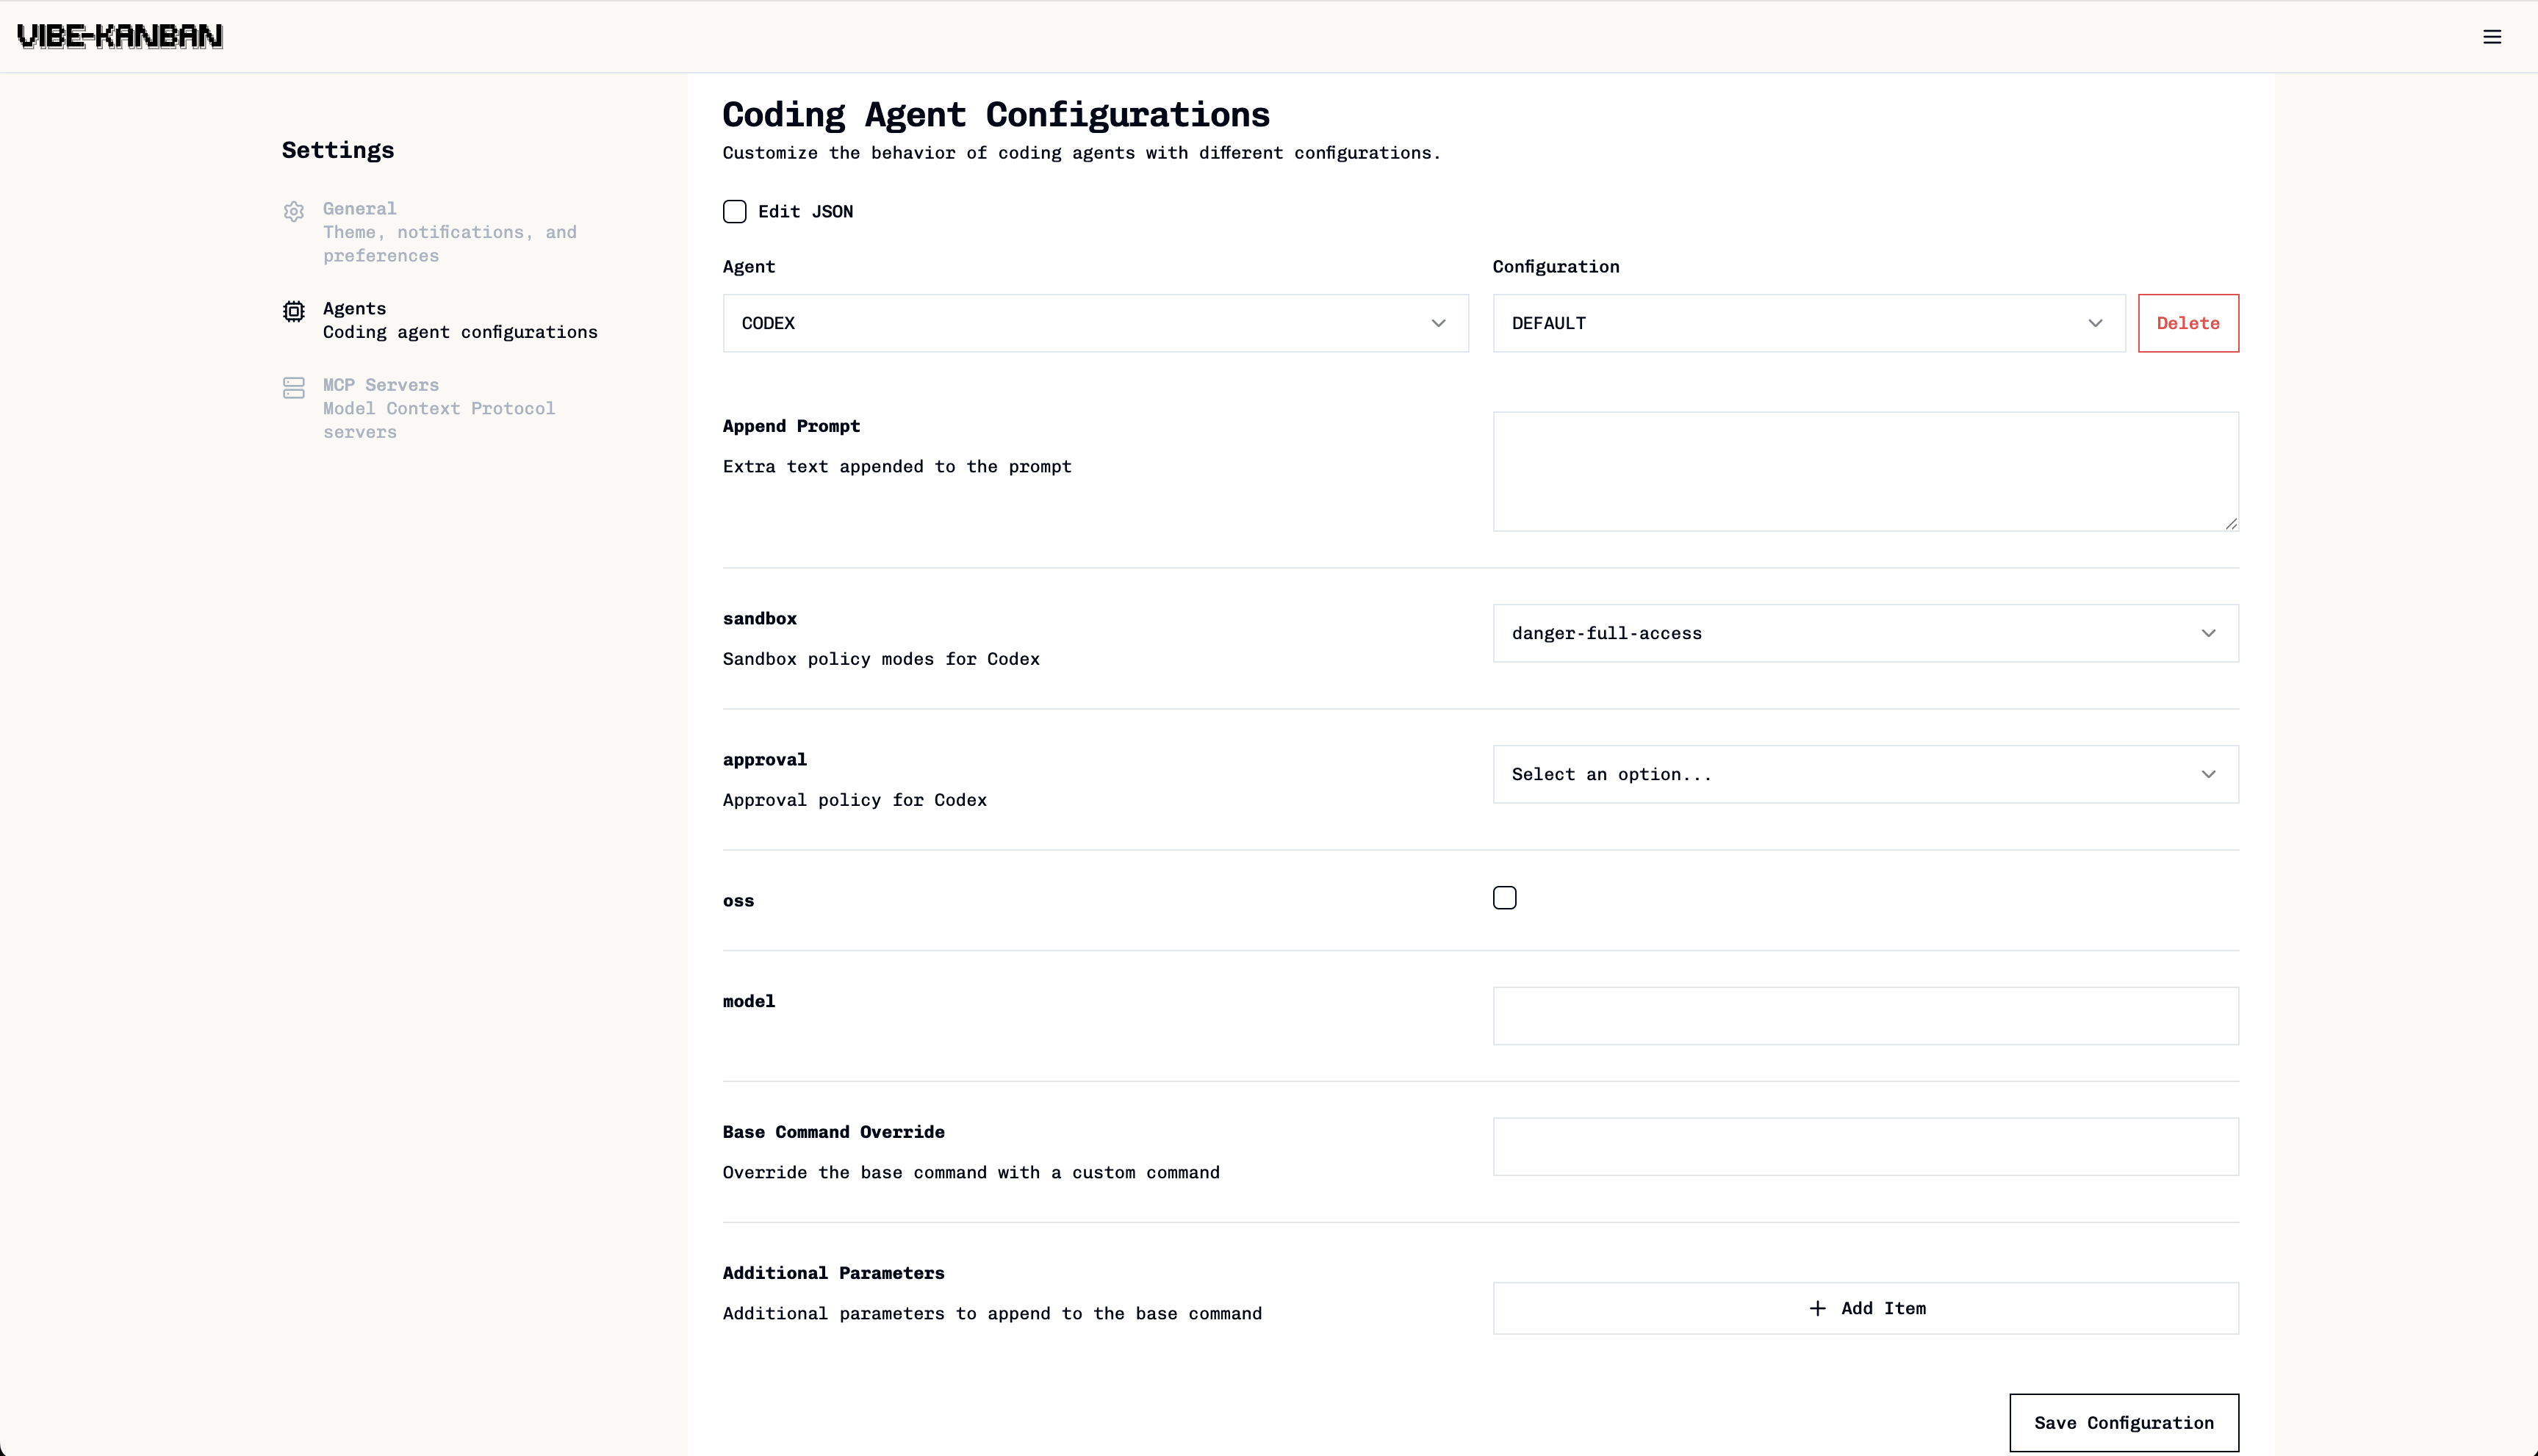 VIBE-KANBAN
Settings
General
Theme, notifications, and
preferences
Agents
Coding agent configurations
MCP Servers
Model Context Protocol
servers
Coding Agent Configurations
Customize the behavior of coding agents with different configurations.
Edit JSON
Agent
Configuration
CODEX
DEFAULT
Delete
Append Prompt
Extra text appended to the prompt
sandbox
Sandbox policy modes for Codex
danger-full-access
approval
Approval policy for Codex
Select an option...
oss
model
Base Command Override
Override the base command with a custom command
Additional Parameters
Additional parameters to append to the base command
Add Item
Save Configuration